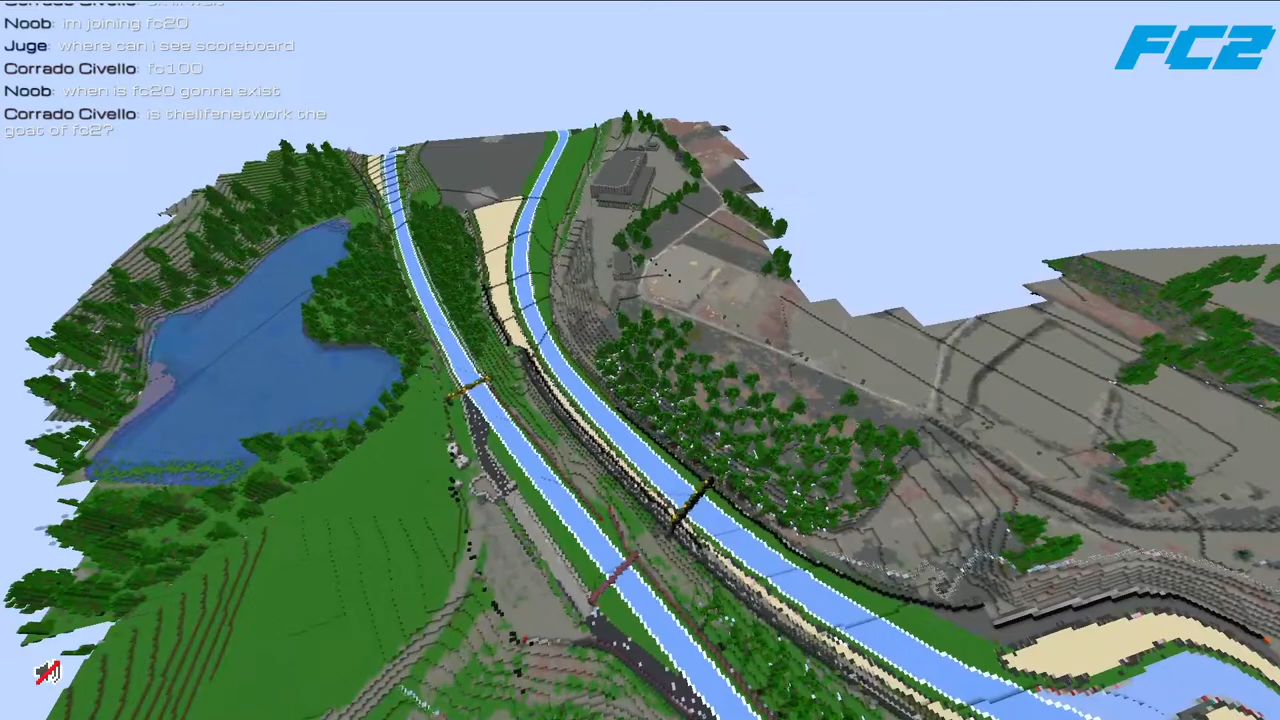 Noob: im joining fc20
Juge: where can i see scoreboard
Corrado Civello: fc100
Noob: when is fc20 gonna exist
Corrado Civello: is thelifenetwork the
goat of fc2?
FC2